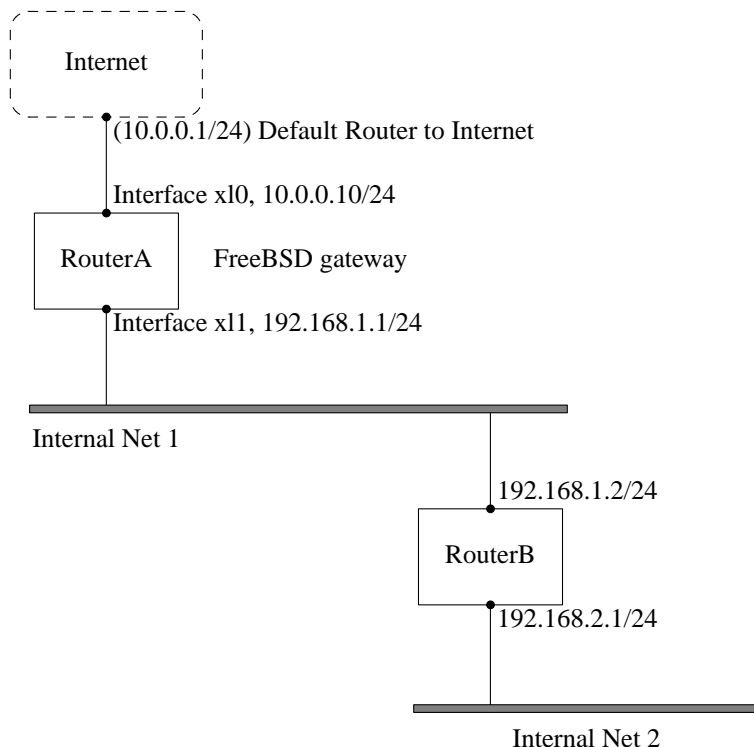 Internet
(10.0.0.1/24) Default Router to Internet
Interface xl0, 10.0.0.10/24
RouterA
FreeBSD gateway
Interface xl1, 192.168.1.1/24
Internal Net 1
192.168.1.2/24
RouterB
192.168.2.1/24
Internal Net 2